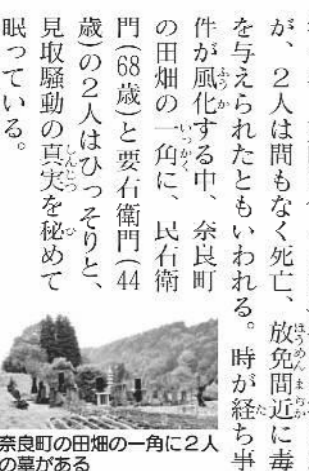 が、2人は間もなく死亡、放免間近に毒
を与えられたともいわれる。時が経ち事
件が風化する中、奈良町
の田畑の一角に、民右衛
門(68歳)と要右衛門(44
歳)の2人はひっそりと、
見取騒動の真実を秘めて
眠っている。
奈良町の田畑の一角に2人
の墓がある